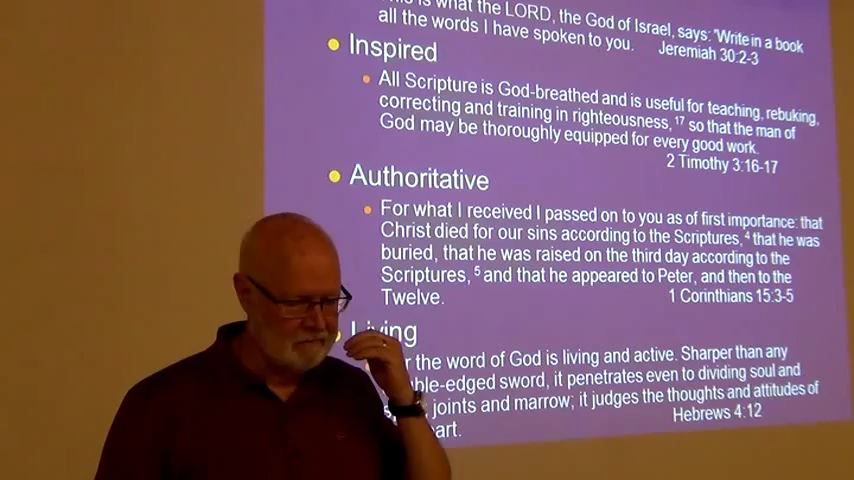 is what the LORD, the God of Israel, says: 'Write in a book
all the words I have spoken to you. Jeremiah 30:2-3
Inspired
All Scripture is God-breathed and is useful for teaching, rebuking,
correcting and training in righteousness, 17 so that the man of
God may be thoroughly equipped for every good work.
2 Timothy 3:16-17
Authoritative
For what I received I passed on to you as of first importance: that
Christ died for our sins according to the Scriptures, 4 that he was
buried, that he was raised on the third day according to the
Scriptures, 5 and that he appeared to Peter, and then to the
Twelve. 1 Corinthians 15:3-5
Living
the word of God is living and active. Sharper than any
-edged sword, it penetrates even to dividing soul and
joints and marrow; it judges the thoughts and attitudes of
Hebrews 4:12